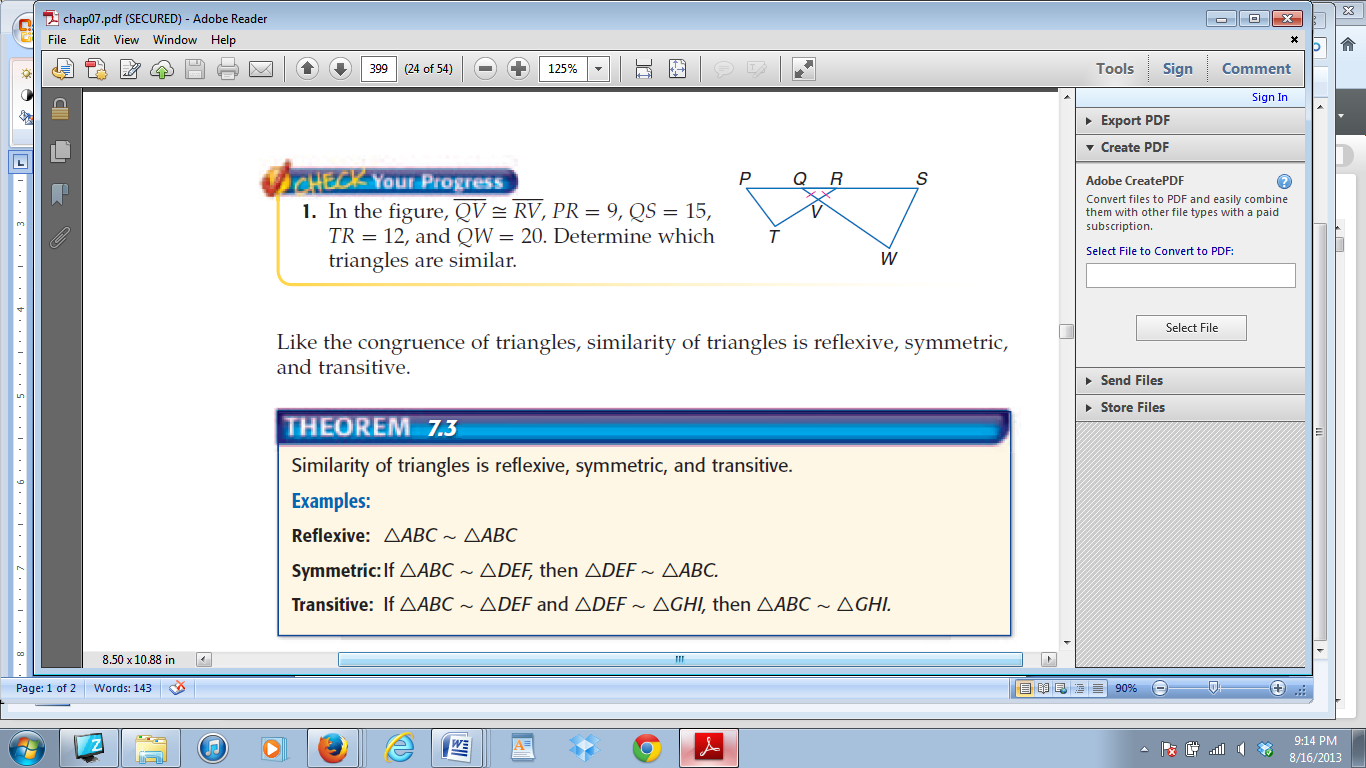 chap07.pdf (SECURED) - Adobe Reader
File Edit View Window Help
399 (24 of 54) 125% Tools Sign Comment
Sign In
Export PDF
Create PDF
Adobe CreatePDF
Convert files to PDF and easily combine
them with other file types with a paid
subscription.
Select File to Convert to PDF:
Select File
Send Files
Store Files
CHECK Your Progress
1. In the figure, QV ≅ RV, PR = 9, QS = 15,
TR = 12, and QW = 20. Determine which
triangles are similar.
P Q R S
V
T
W
Like the congruence of triangles, similarity of triangles is reflexive, symmetric,
and transitive.
THEOREM 7.3
Similarity of triangles is reflexive, symmetric, and transitive.
Examples:
Reflexive: △ABC ~ △ABC
Symmetric: If △ABC ~ △DEF, then △DEF ~ △ABC.
Transitive: If △ABC ~ △DEF and △DEF ~ △GHI, then △ABC ~ △GHI.
8.50 x 10.88 in
Page: 1 of 2 Words: 143 90%
9:14 PM
8/16/2013